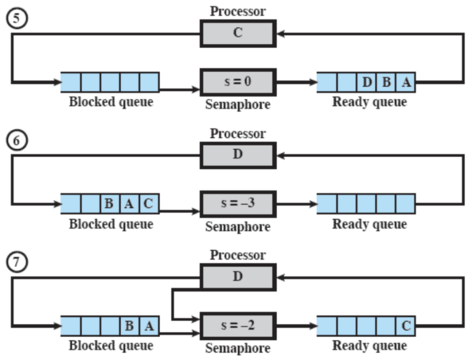 5
Processor
C
s = 0
D B A
Blocked queue
Semaphore
Ready queue
6
Processor
D
B A C
s = –3
Blocked queue
Semaphore
Ready queue
7
Processor
D
B A
s = –2
C
Blocked queue
Semaphore
Ready queue